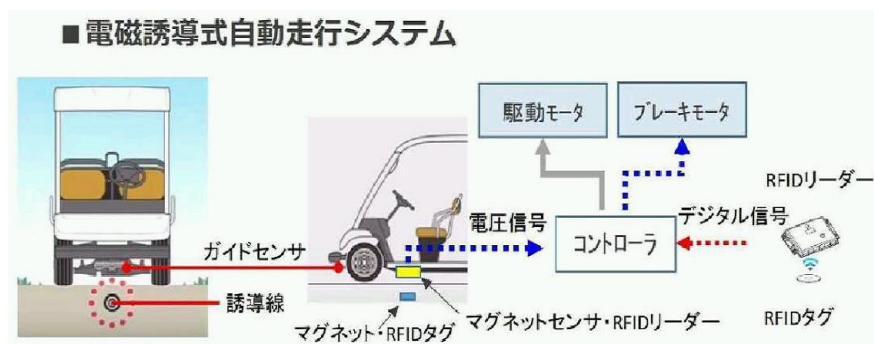 ■電磁誘導式自動走行システム
駆動モータ
ブレーキモータ
RFIDリーダー
電圧信号
デジタル信号
コントローラ
ガイドセンサ
誘導線
マグネット・RFIDタグ
マグネットセンサ・RFIDリーダー
RFIDタグ